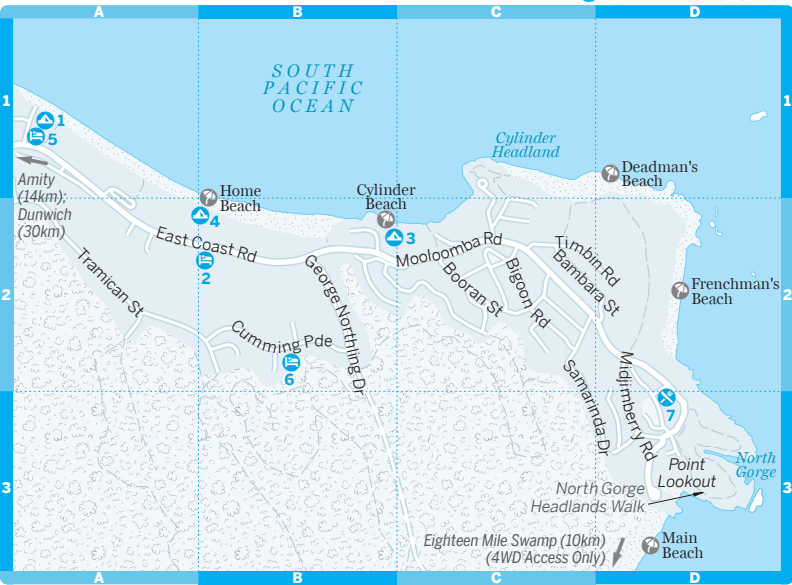 A
B
C
D
1
1
SOUTH
PACIFIC
OCEAN
1
5
Cylinder
Headland
Deadman's
Beach
Amity
(14km);
Dunwich
(30km)
Home
Beach
Cylinder
Beach
4
3
East Coast Rd
Mooloomba Rd
Timbin Rd
Bambara St
2
2
2
Tramican St
George Northling Dr
Booran St
Bigoon Rd
Frenchman's
Beach
Cumming Pde
6
Samarinda Dr
Midjimberry Rd
7
3
3
Point
Lookout
North
Gorge
North Gorge
Headlands Walk
Eighteen Mile Swamp (10km)
(4WD Access Only)
Main
Beach
A
B
C
D